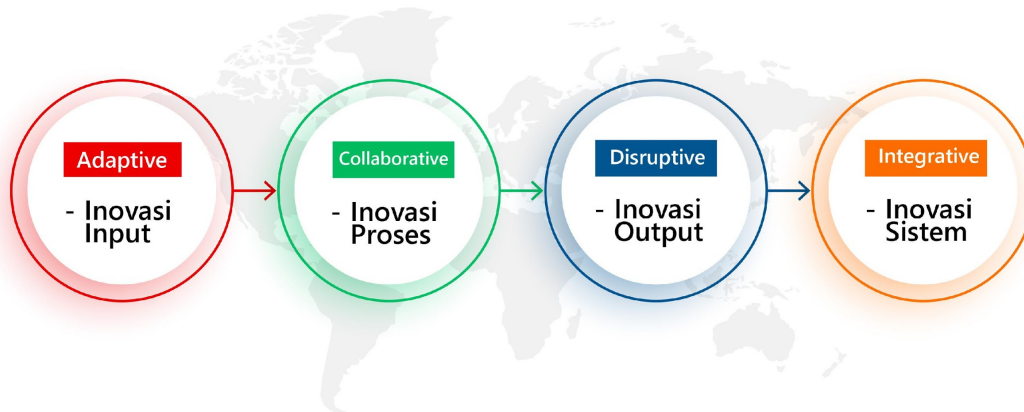 Adaptive
- Inovasi
Input
Collaborative
- Inovasi
Proses
Disruptive
- Inovasi
Output
Integrative
- Inovasi
Sistem